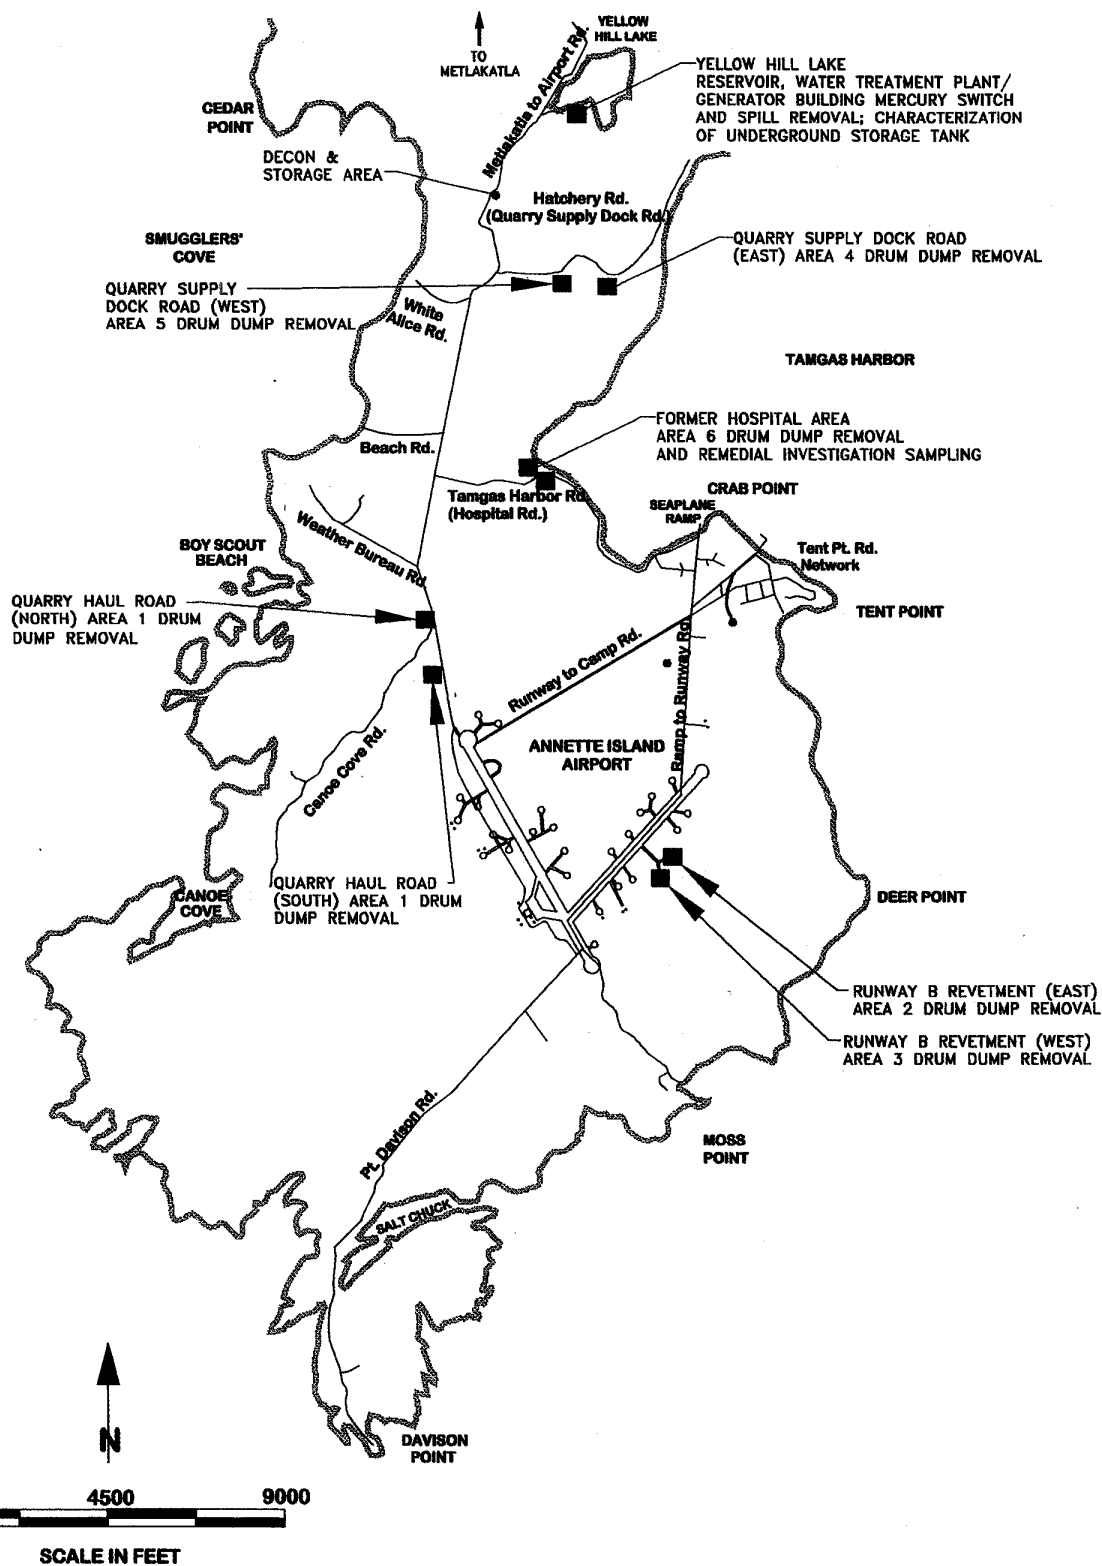 YELLOW
HILL LAKE
TO
METLAKATLA
Metlakatla to Airport Rd.
YELLOW HILL LAKE
RESERVOIR, WATER TREATMENT PLANT/
GENERATOR BUILDING MERCURY SWITCH
AND SPILL REMOVAL; CHARACTERIZATION
OF UNDERGROUND STORAGE TANK
CEDAR
POINT
DECON &
STORAGE AREA
Hatchery Rd.
(Quarry Supply Dock Rd.)
SMUGGLERS'
COVE
QUARRY SUPPLY DOCK ROAD
(EAST) AREA 4 DRUM DUMP REMOVAL
QUARRY SUPPLY
DOCK ROAD (WEST)
AREA 5 DRUM DUMP REMOVAL
White
Alice Rd.
TAMGAS HARBOR
FORMER HOSPITAL AREA
AREA 6 DRUM DUMP REMOVAL
AND REMEDIAL INVESTIGATION SAMPLING
Beach Rd.
Tamgas Harbor Rd
(Hospital Rd.)
CRAB POINT
SEAPLANE
RAMP
Weather Bureau Rd.
BOY SCOUT
BEACH
Tent Pt. Rd.
Network
QUARRY HAUL ROAD
(NORTH) AREA 1 DRUM
DUMP REMOVAL
TENT POINT
Runway to Camp Rd.
Ramp to Runway Rd.
ANNETTE ISLAND
AIRPORT
Canoe Cove Rd.
QUARRY HAUL ROAD
(SOUTH) AREA 1 DRUM
DUMP REMOVAL
CANOE
COVE
DEER POINT
RUNWAY B REVETMENT (EAST)
AREA 2 DRUM DUMP REMOVAL
RUNWAY B REVETMENT (WEST)
AREA 3 DRUM DUMP REMOVAL
Pt. Davison Rd.
MOSS
POINT
SALT CHUCK
N
DAVISON
POINT
4500 9000
SCALE IN FEET